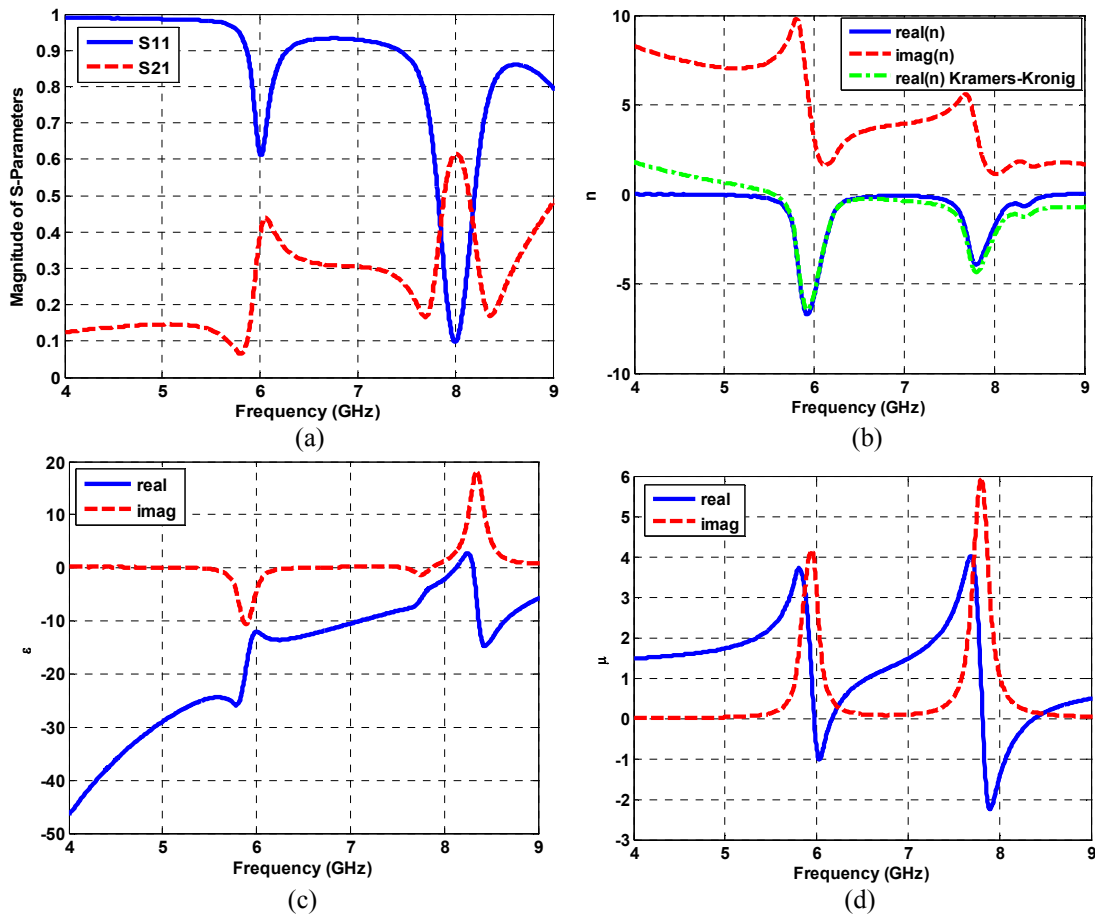 1
0.9
0.8
0.7
0.6
0.5
0.4
0.3
0.2
0.1
0
Magnitude of S-Parameters
S11
S21
4 5 6 7 8 9
Frequency (GHz)
(a)
10
5
0
-5
-10
n
real(n)
imag(n)
real(n) Kramers-Kronig
4 5 6 7 8 9
Frequency (GHz)
(b)
20
10
0
-10
-20
-30
-40
-50
ε
real
imag
4 5 6 7 8 9
Frequency (GHz)
(c)
6
5
4
3
2
1
0
-1
-2
-3
μ
real
imag
4 5 6 7 8 9
Frequency (GHz)
(d)